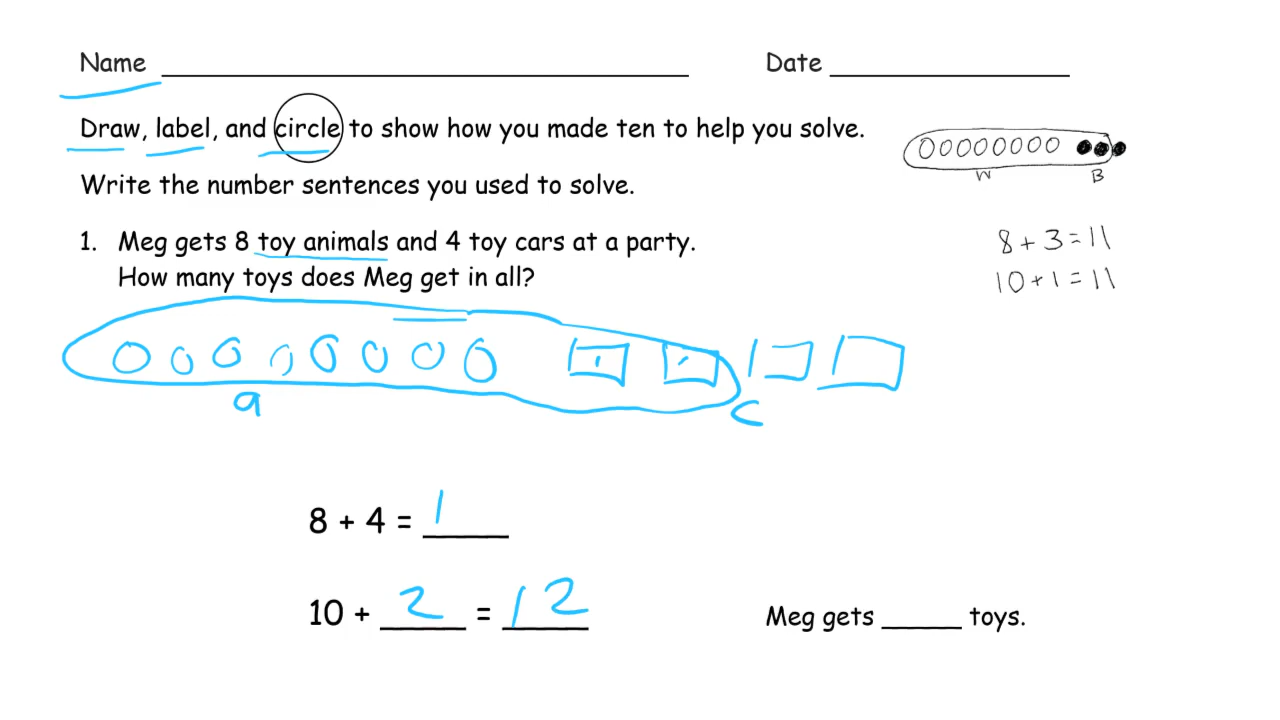 Name ____________ Date ____________
Draw, label, and circle to show how you made ten to help you solve.
Write the number sentences you used to solve.
W B
8 + 3 = 11
10 + 1 = 11
1. Meg gets 8 toy animals and 4 toy cars at a party.
How many toys does Meg get in all?
a c
8 + 4 = 1
10 + 2 = 12
Meg gets ______ toys.